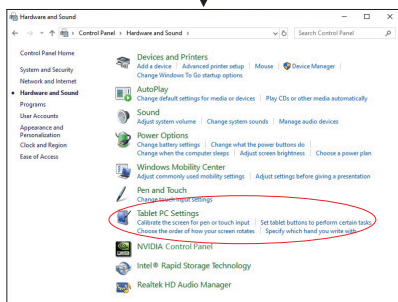 Hardware and Sound
Control Panel > Hardware and Sound >
Search Control Panel
Control Panel Home
System and Security
Network and Internet
Hardware and Sound
Programs
User Accounts
Appearance and
Personalization
Clock and Region
Ease of Access
Devices and Printers
Add a device | Advanced printer setup | Mouse | Device Manager |
Change Windows To Go startup options
AutoPlay
Change default settings for media or devices | Play CDs or other media automatically
Sound
Adjust system volume | Change system sounds | Manage audio devices
Power Options
Change battery settings | Change what the power buttons do |
Change when the computer sleeps | Adjust screen brightness | Choose a power plan
Windows Mobility Center
Adjust commonly used mobility settings | Adjust settings before giving a presentation
Pen and Touch
Change touch input settings
Tablet PC Settings
Calibrate the screen for pen or touch input | Set tablet buttons to perform certain tasks
Choose the order of how your screen rotates | Specify which hand you write with
NVIDIA Control Panel
Intel® Rapid Storage Technology
Realtek HD Audio Manager